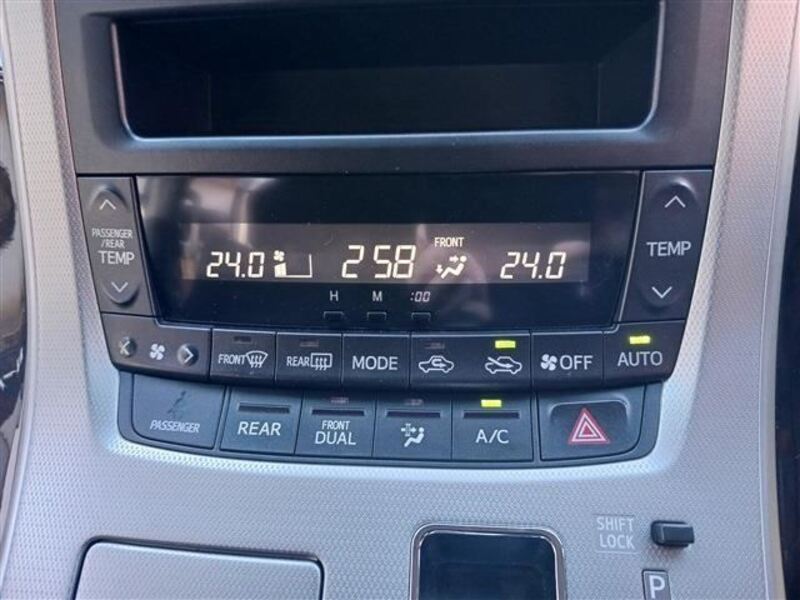 PASSENGER
/REAR
TEMP
TEMP
24.0 2 58 FRONT 24.0
H M :00
FRONT REAR MODE OFF AUTO
PASSENGER REAR FRONT
DUAL A/C
SHIFT
LOCK
P